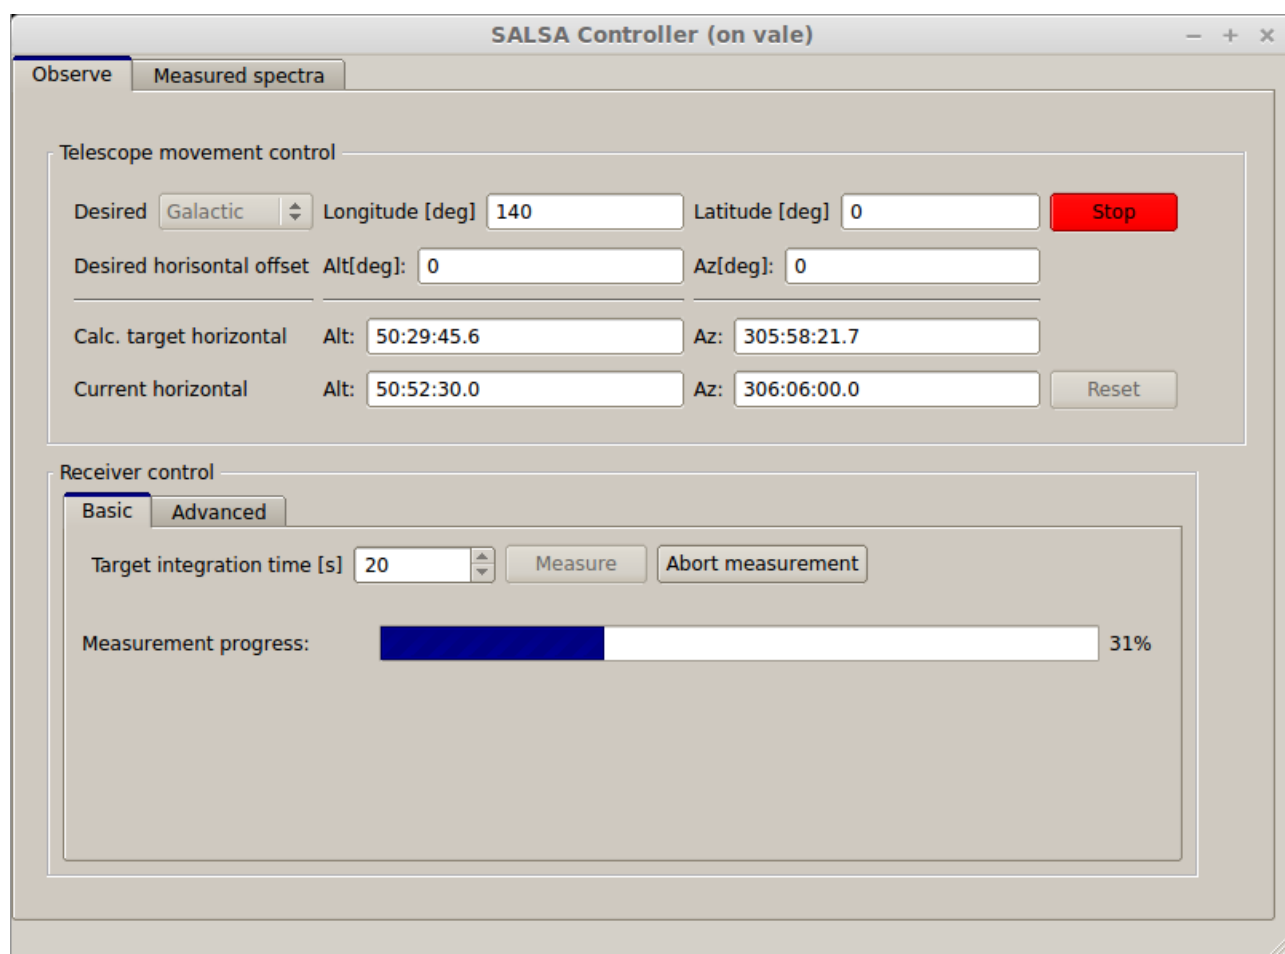 SALSA Controller (on vale)
Observe Measured spectra
Telescope movement control
Desired Galactic Longitude [deg] 140 Latitude [deg] 0 Stop
Desired horisontal offset Alt[deg]: 0 Az[deg]: 0
Calc. target horizontal Alt: 50:29:45.6 Az: 305:58:21.7
Current horizontal Alt: 50:52:30.0 Az: 306:06:00.0 Reset
Receiver control
Basic Advanced
Target integration time [s] 20 Measure Abort measurement
Measurement progress: 31%